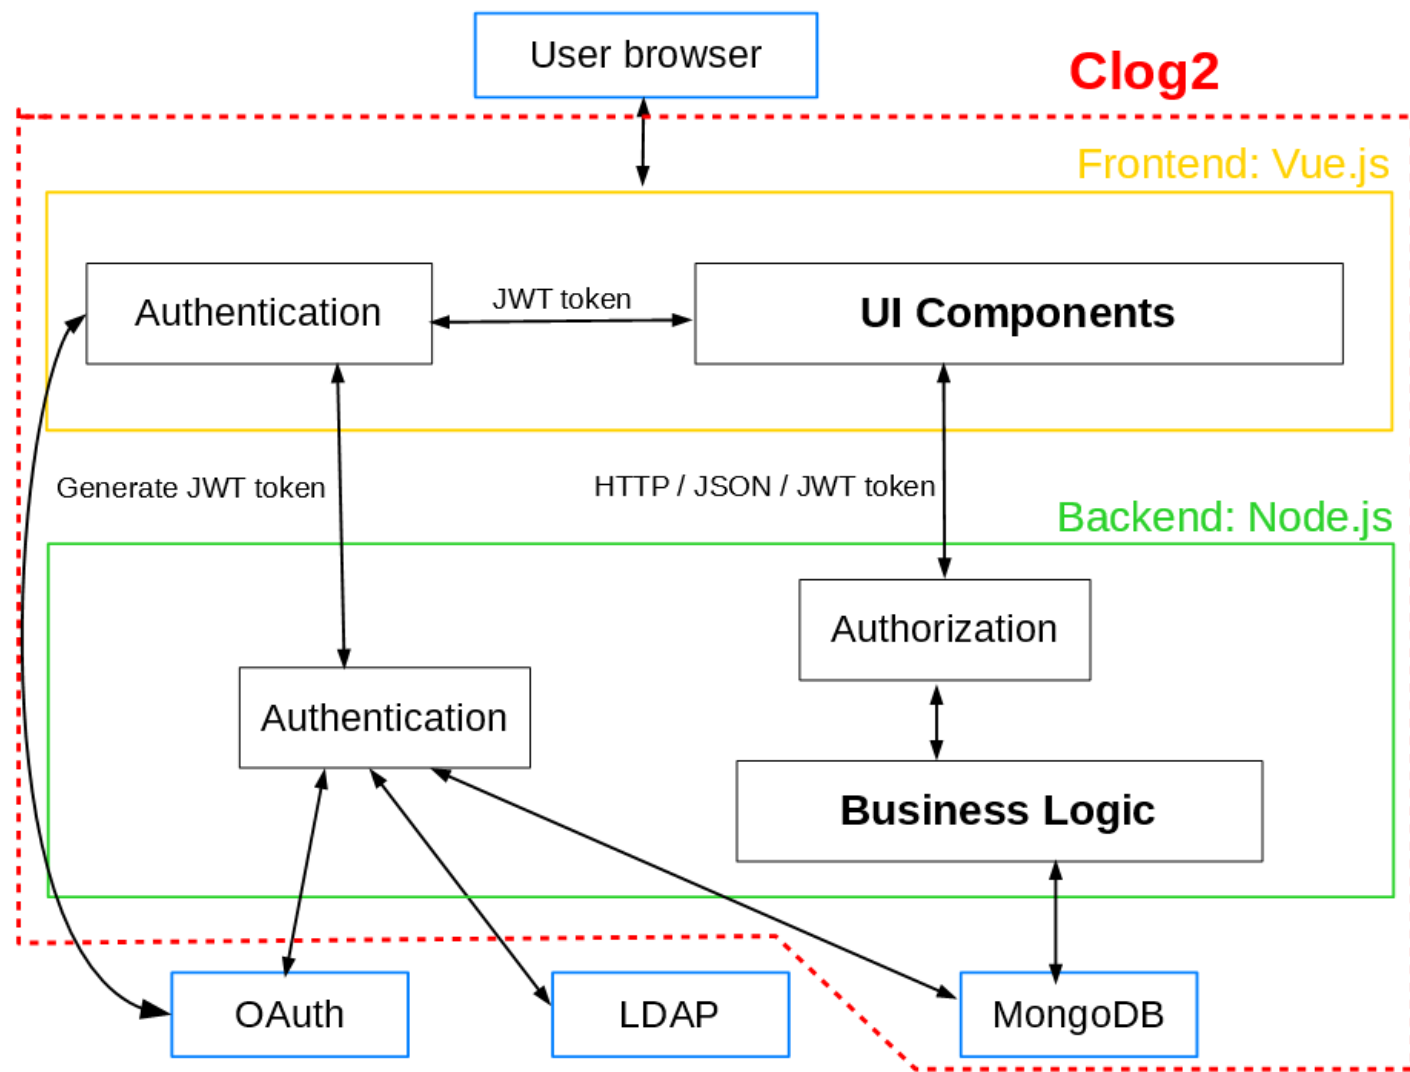 User browser
Clog2
Frontend: Vue.js
Authentication
JWT token
UI Components
Generate JWT token
HTTP / JSON / JWT token
Backend: Node.js
Authorization
Authentication
Business Logic
OAuth
LDAP
MongoDB